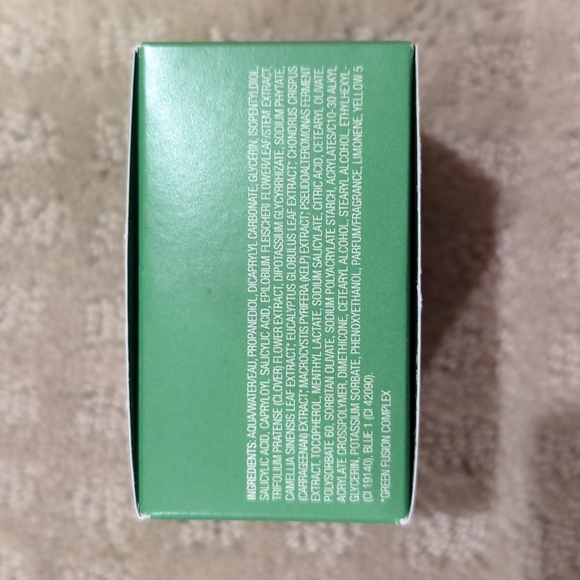 INGREDIENTS: AQUA/WATER/EAU, PROPANEDIOL, DICAPRYLYL CARBONATE, GLYCERIN, ISOPENTYLDIOL,
SALICYLIC ACID, CAPRYLOYL SALICYLIC ACID, EPILOBIUM FLEISCHERI FLOWER/LEAF/STEM EXTRACT,
TRIFOLIUM PRATENSE (CLOVER) FLOWER EXTRACT, DIPOTASSIUM GLYCYRRHIZATE, SODIUM PHYTATE,
CAMELLIA SINENSIS LEAF EXTRACT*, EUCALYPTUS GLOBULUS LEAF EXTRACT*, CHONDRUS CRISPUS
(CARRAGEENAN) EXTRACT*, MACROCYSTIS PYRIFERA (KELP) EXTRACT*, PSEUDOALTEROMONAS FERMENT
EXTRACT, TOCOPHEROL, MENTHYL LACTATE, SODIUM SALICYLATE, CITRIC ACID, CETEARYL OLIVATE,
POLYSORBATE 60, SORBITAN OLIVATE, SODIUM POLYACRYLATE STARCH, ACRYLATES/C10-30 ALKYL
ACRYLATE CROSSPOLYMER, DIMETHICONE, CETEARYL ALCOHOL, STEARYL ALCOHOL, ETHYLHEXYL-
GLYCERIN, POTASSIUM SORBATE, PHENOXYETHANOL, PARFUM/FRAGRANCE, LIMONENE, YELLOW 5
(CI 19140), BLUE 1 (CI 42090).
*GREEN FUSION COMPLEX